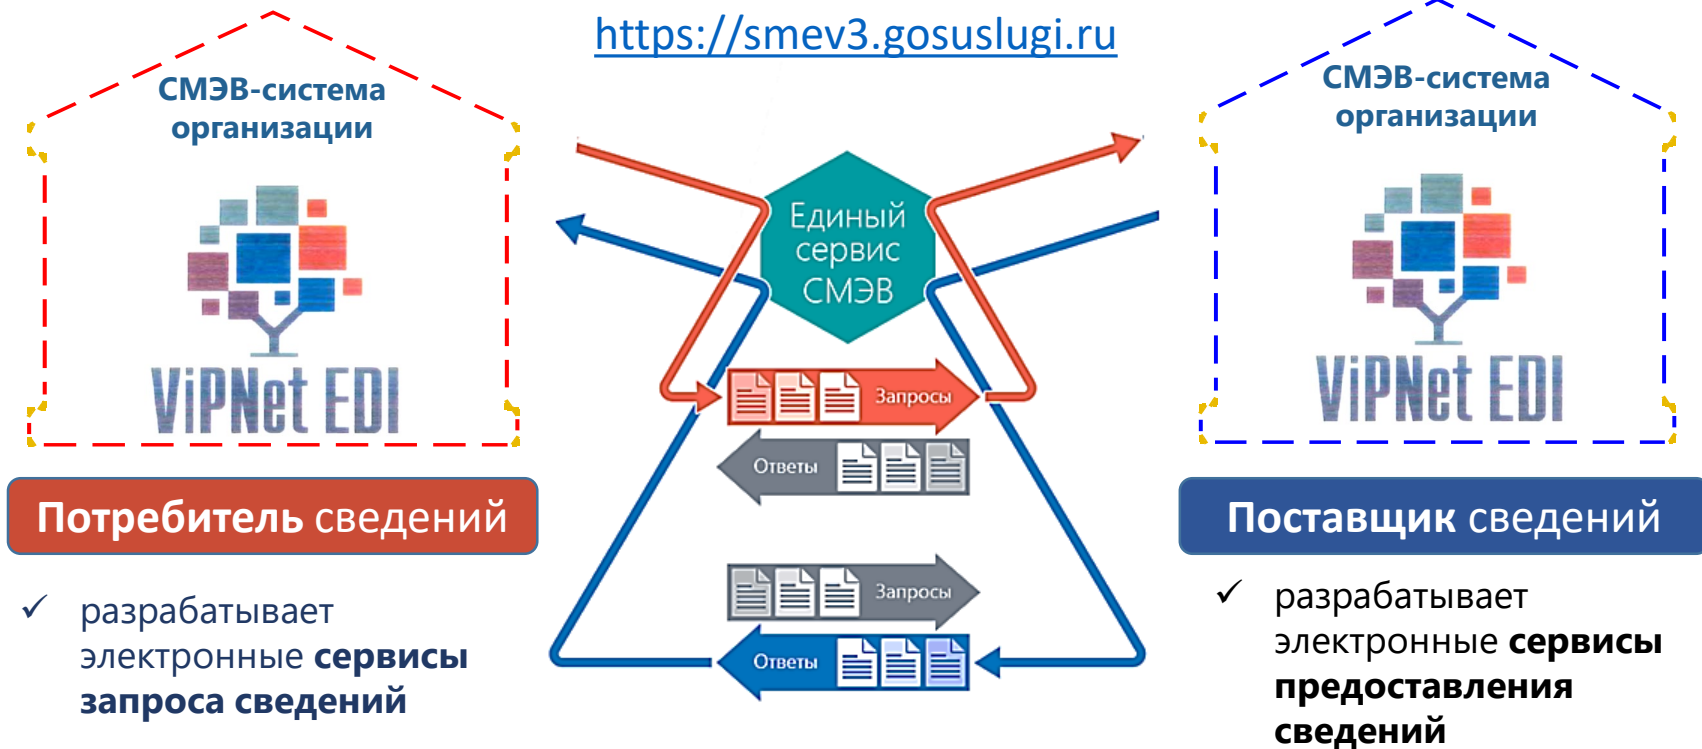 https://smev3.gosuslugi.ru
СМЭВ-система
организации
ViPNet EDI
Потребитель сведений
✓ разрабатывает
электронные сервисы
запроса сведений
Единый
сервис
СМЭВ
Запросы
Ответы
Запросы
Ответы
СМЭВ-система
организации
ViPNet EDI
Поставщик сведений
✓ разрабатывает
электронные сервисы
предоставления
сведений